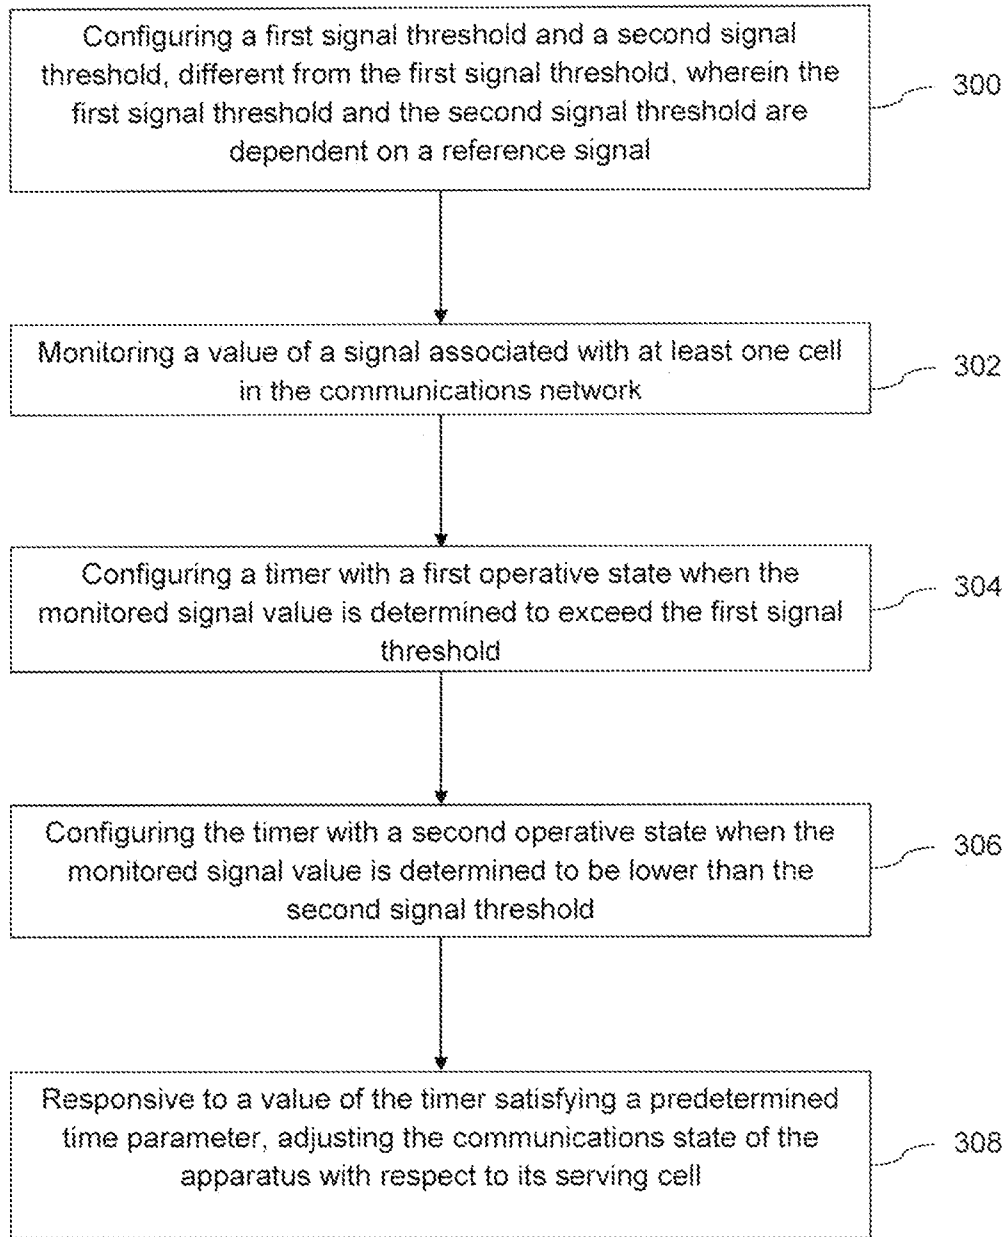 Configuring a first signal threshold and a second signal
threshold, different from the first signal threshold, wherein the
first signal threshold and the second signal threshold are
dependent on a reference signal
300
Monitoring a value of a signal associated with at least one cell
in the communications network
302
Configuring a timer with a first operative state when the
monitored signal value is determined to exceed the first signal
threshold
304
Configuring the timer with a second operative state when the
monitored signal value is determined to be lower than the
second signal threshold
306
Responsive to a value of the timer satisfying a predetermined
time parameter, adjusting the communications state of the
apparatus with respect to its serving cell
308